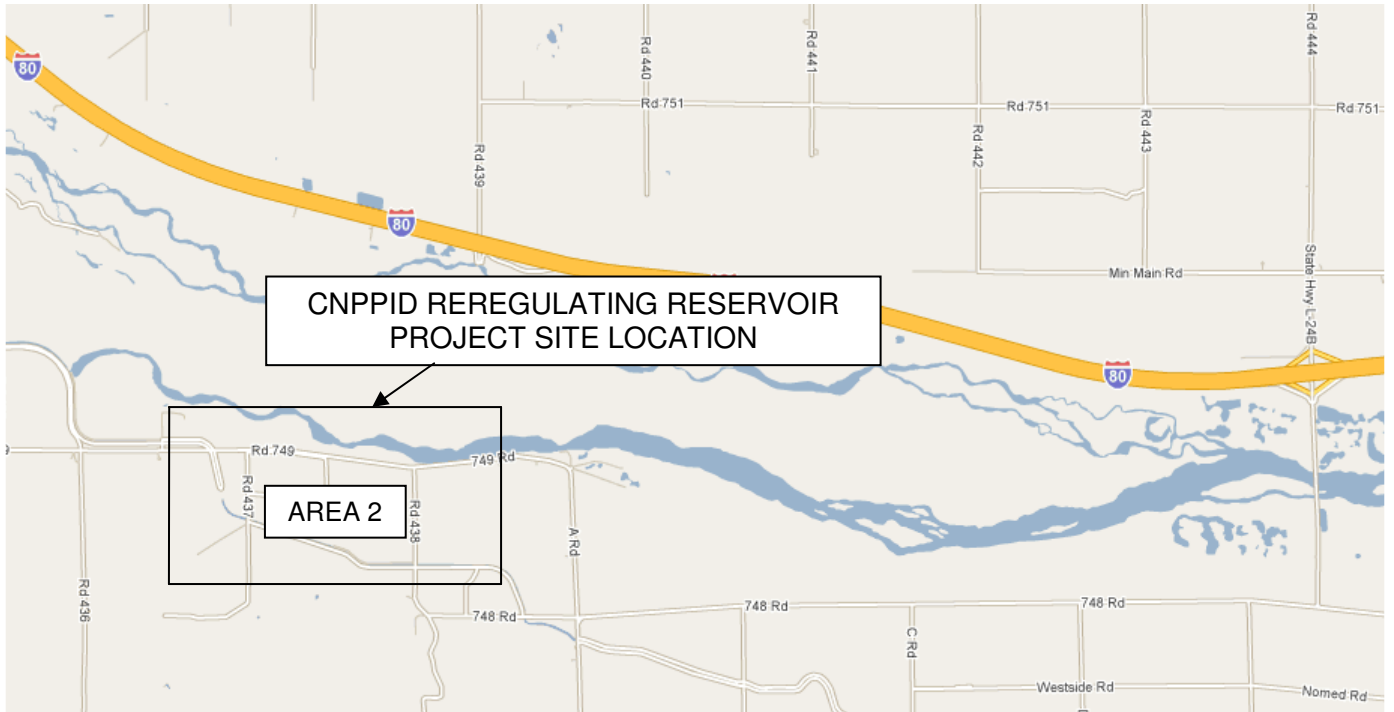 Rd 444
Rd 440
Rd 441
80
Rd 751
Rd 751
Rd 751
Rd 443
Rd 442
Rd 439
80
Min Main Rd
State Hwy L-24B
CNPPID REREGULATING RESERVOIR
PROJECT SITE LOCATION
80
Rd 749
749 Rd
Rd 437
AREA 2
Rd 438
A Rd
Rd 436
748 Rd
748 Rd
748 Rd
C Rd
Westside Rd
Nomed Rd